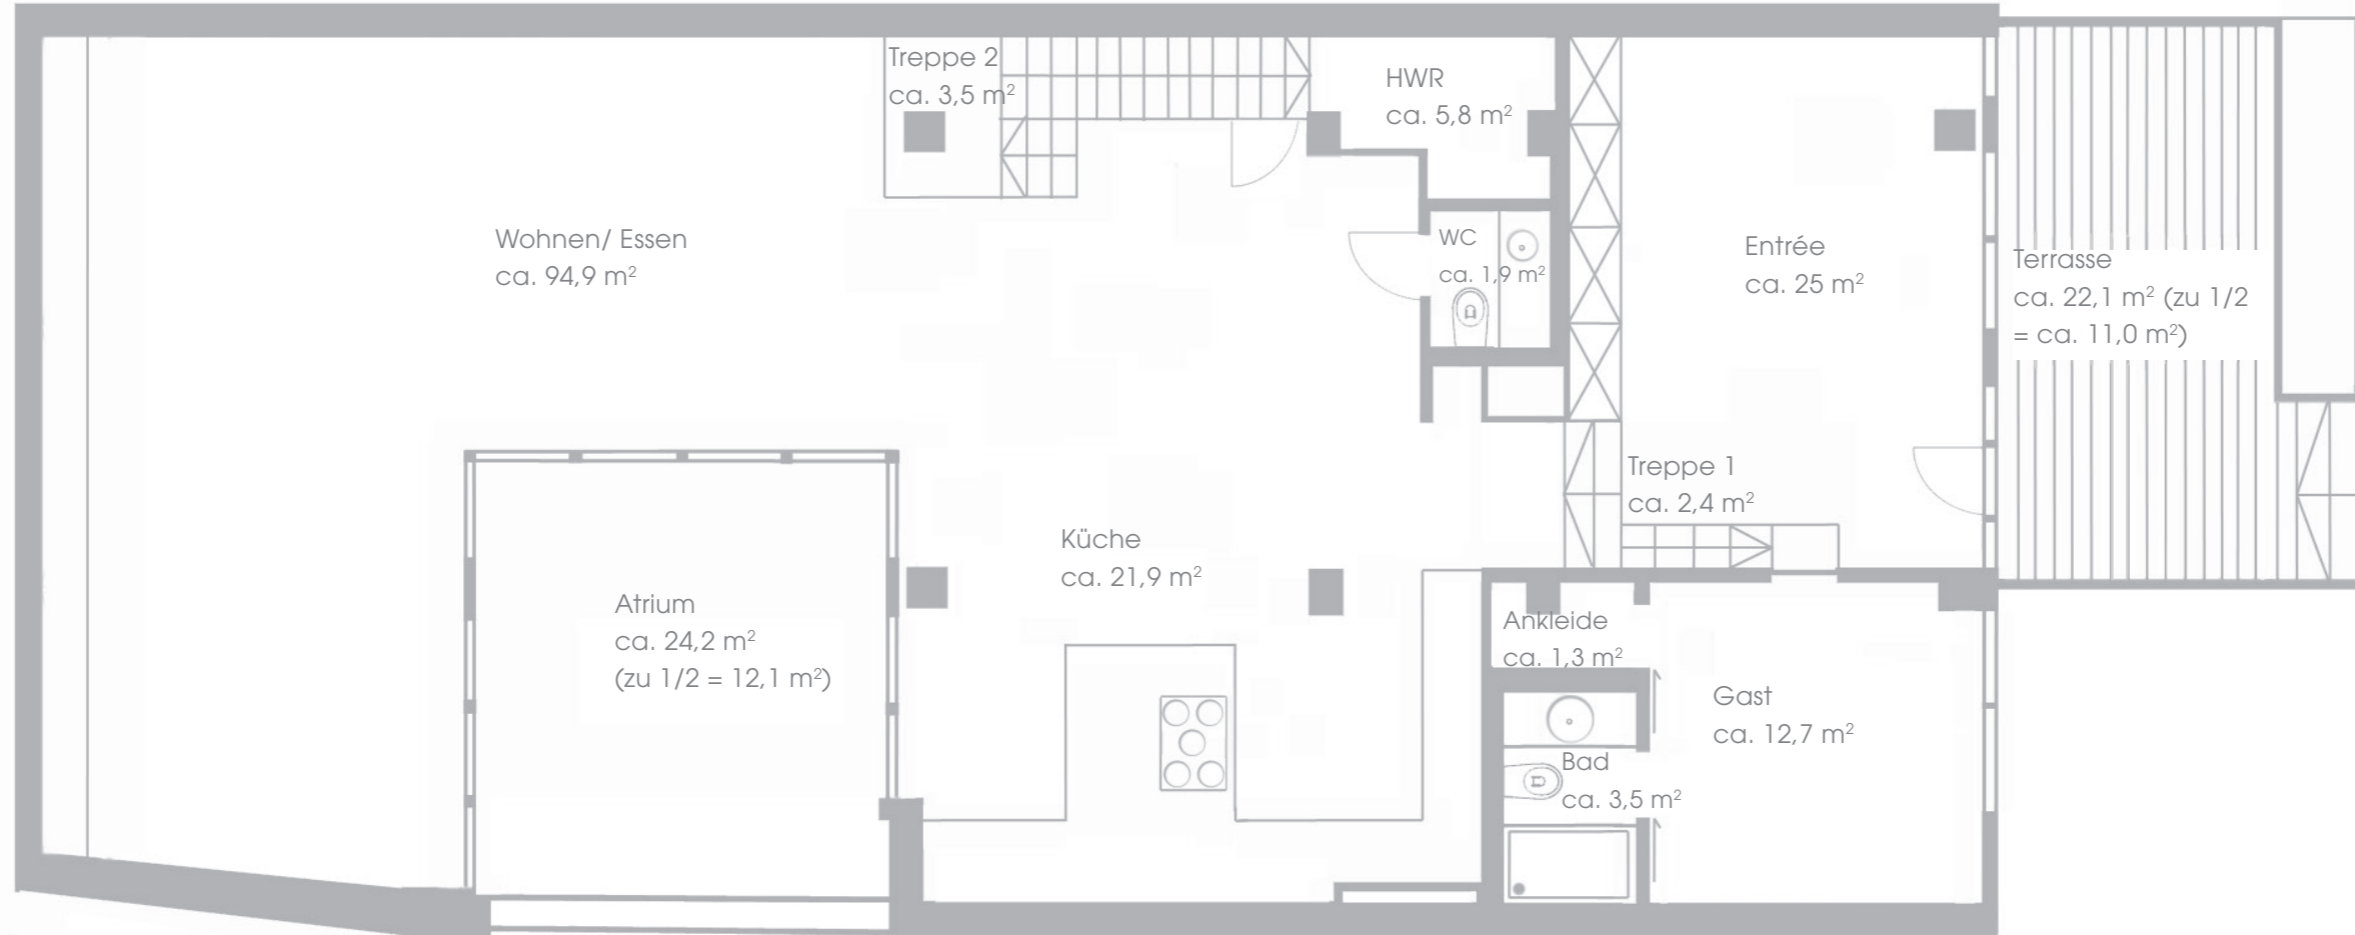 Treppe 2
ca. 3,5 m²
HWR
ca. 5,8 m²
Wohnen/ Essen
ca. 94,9 m²
WC
ca. 1,9 m²
Entrée
ca. 25 m²
Terrasse
ca. 22,1 m² (zu 1/2
= ca. 11,0 m²)
Treppe 1
ca. 2,4 m²
Küche
ca. 21,9 m²
Atrium
ca. 24,2 m²
(zu 1/2 = 12,1 m²)
Ankleide
ca. 1,3 m²
Gast
ca. 12,7 m²
Bad
ca. 3,5 m²